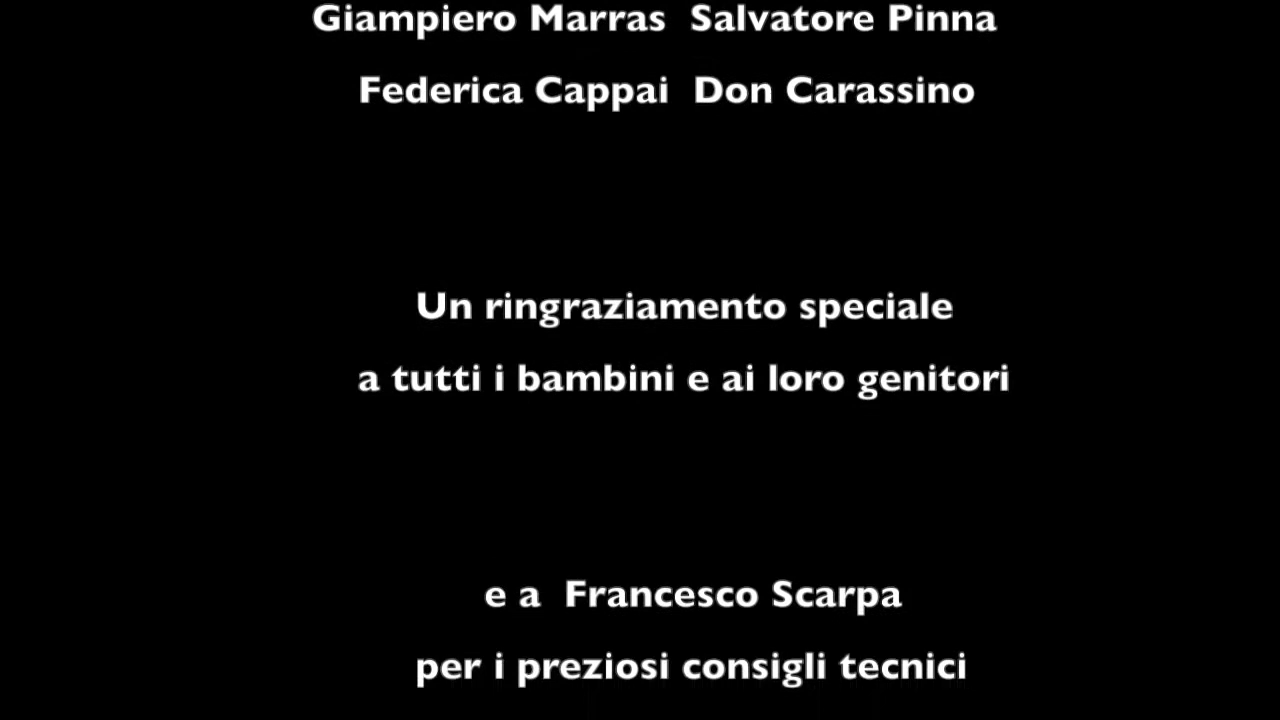 Giampiero Marras  Salvatore Pinna
Federica Cappai  Don Carassino
Un ringraziamento speciale
a tutti i bambini e ai loro genitori
e a  Francesco Scarpa
per i preziosi consigli tecnici